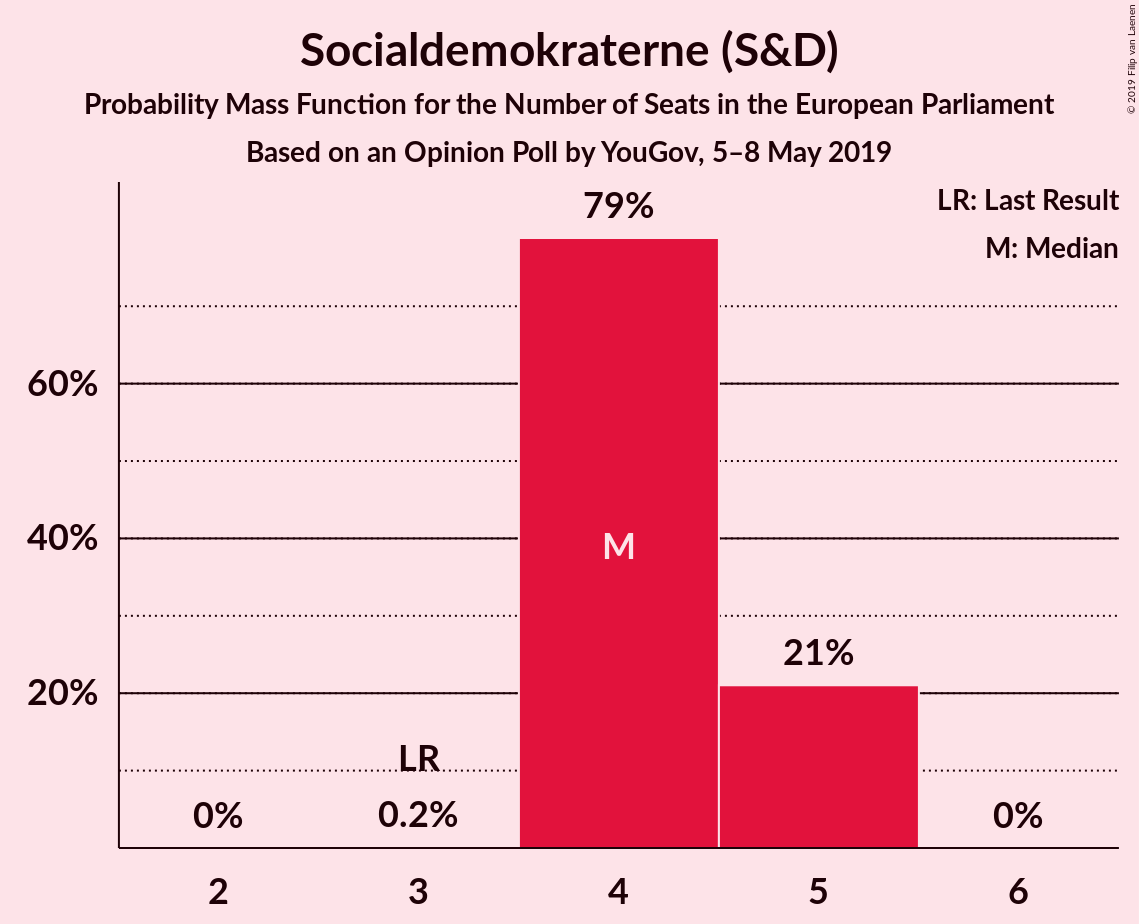 Socialdemokraterne (S&D)
Probability Mass Function for the Number of Seats in the European Parliament
Based on an Opinion Poll by YouGov, 5–8 May 2019
© 2019 Filip van Laenen
LR: Last Result
M: Median
79%
60%
40%
M
21%
20%
LR
0%
0.2%
0%
2
3
4
5
6